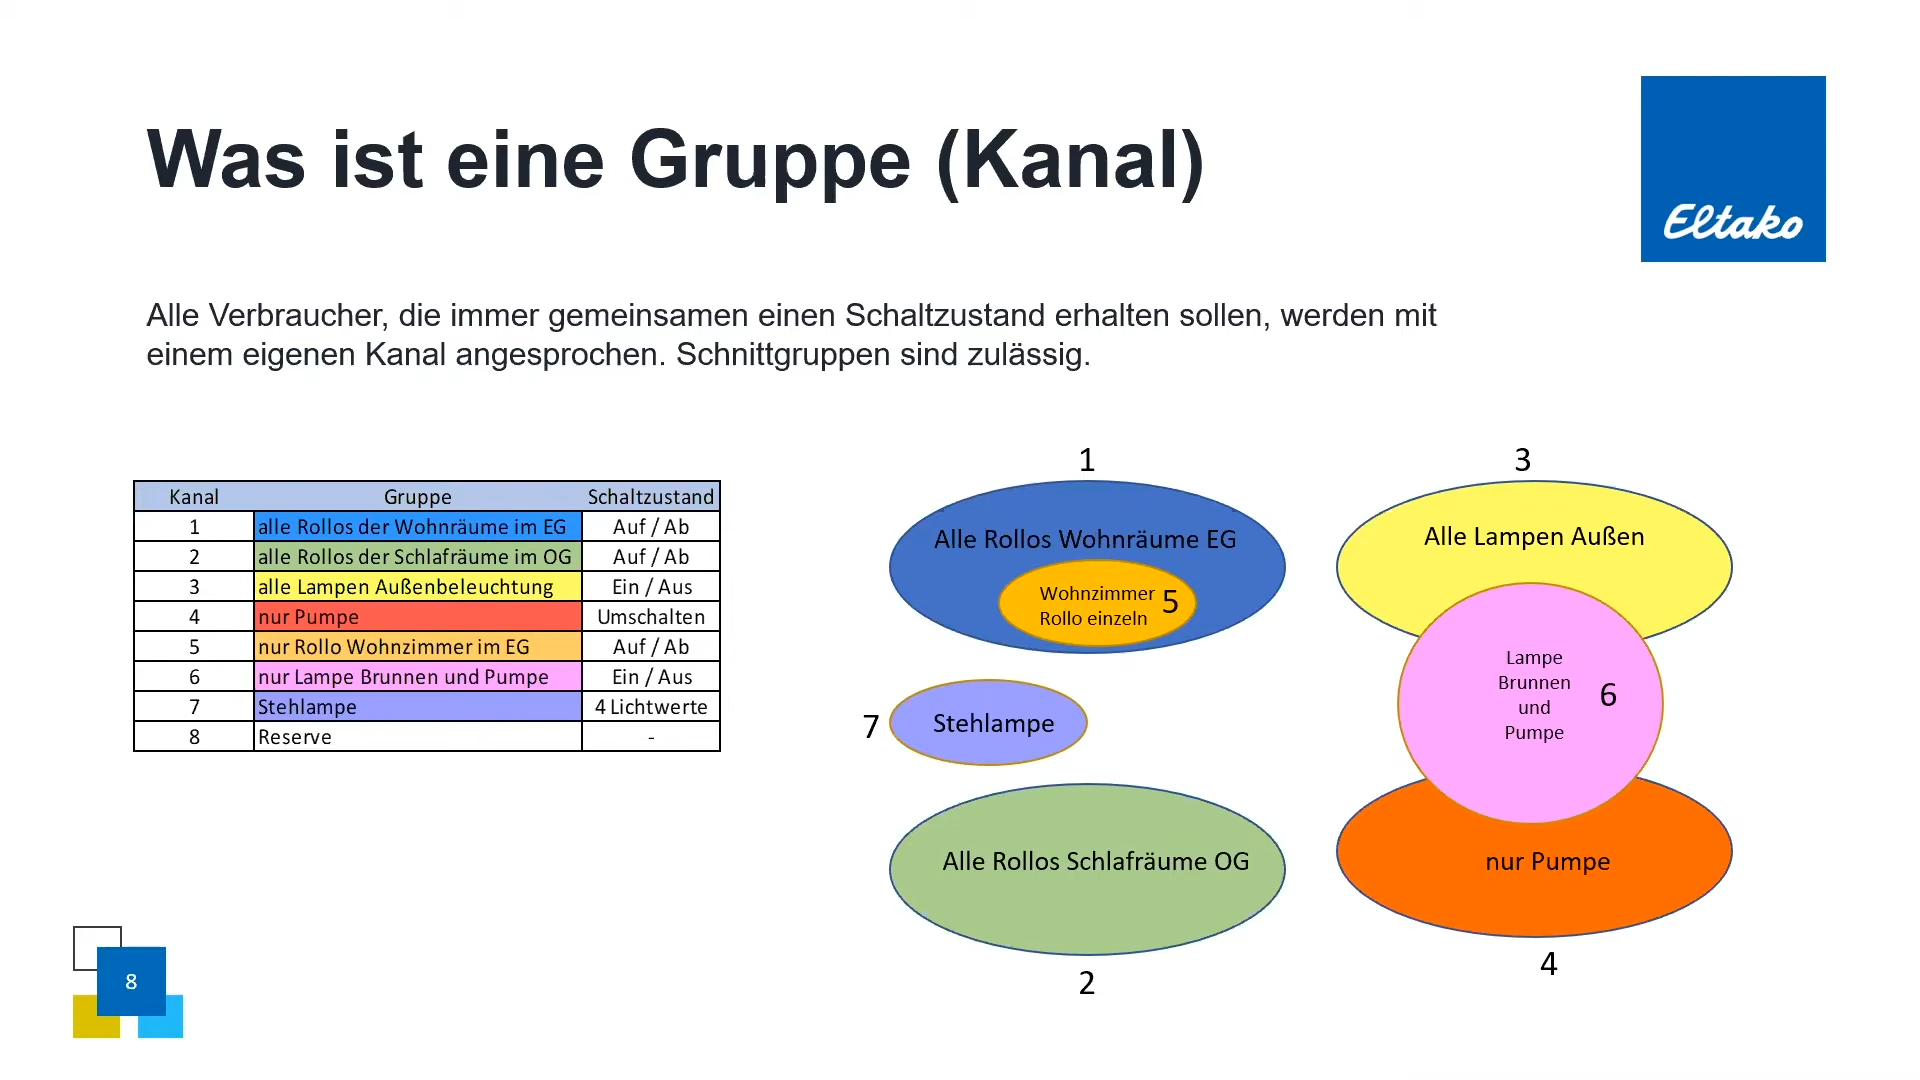 Was ist eine Gruppe (Kanal)
Eltako
Alle Verbraucher, die immer gemeinsamen einen Schaltzustand erhalten sollen, werden mit
einem eigenen Kanal angesprochen. Schnittgruppen sind zulässig.
Kanal Gruppe Schaltzustand
1 alle Rollos der Wohnräume im EG Auf / Ab
2 alle Rollos der Schlafräume im OG Auf / Ab
3 alle Lampen Außenbeleuchtung Ein / Aus
4 nur Pumpe Umschalten
5 nur Rollo Wohnzimmer im EG Auf / Ab
6 nur Lampe Brunnen und Pumpe Ein / Aus
7 Stehlampe 4 Lichtwerte
8 Reserve -
1
Alle Rollos Wohnräume EG
Wohnzimmer
Rollo einzeln
5
7
Stehlampe
Alle Rollos Schlafräume OG
2
3
Alle Lampen Außen
Lampe
Brunnen
und
Pumpe
6
nur Pumpe
4
8